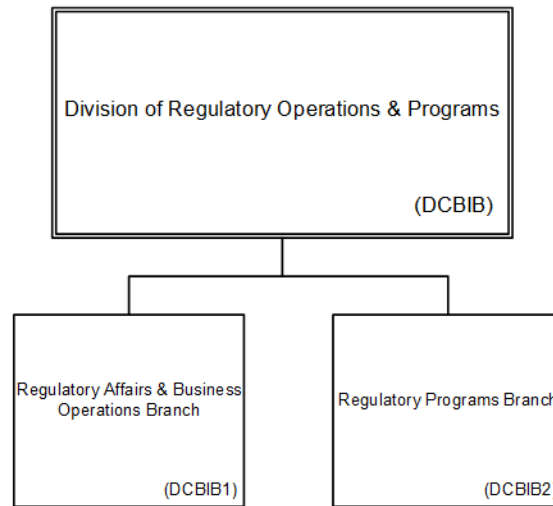 Division of Regulatory Operations & Programs
(DCBIB)
Regulatory Affairs & Business
Operations Branch
(DCBIB1)
Regulatory Programs Branch
(DCBIB2)